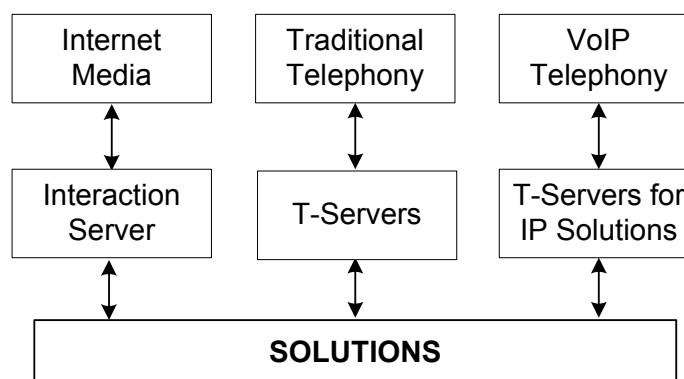 Internet
Media
Traditional
Telephony
VoIP
Telephony
Interaction
Server
T-Servers
T-Servers for
IP Solutions
SOLUTIONS